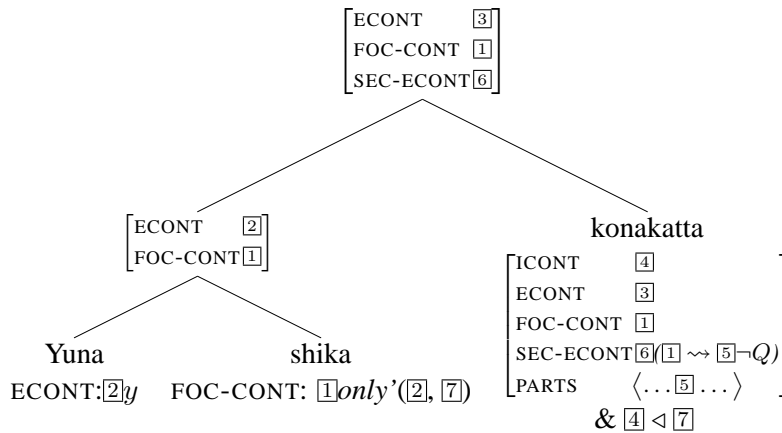 ECONT 3
FOC-CONT 1
SEC-ECONT 6
ECONT 2
FOC-CONT 1
konakatta
ICONT 4
ECONT 3
FOC-CONT 1
SEC-ECONT 6(1 ⇝ 5¬Q)
PARTS ⟨…5…⟩
& 4 ◁ 7
Yuna shika
ECONT:2y FOC-CONT: 1only'(2, 7)